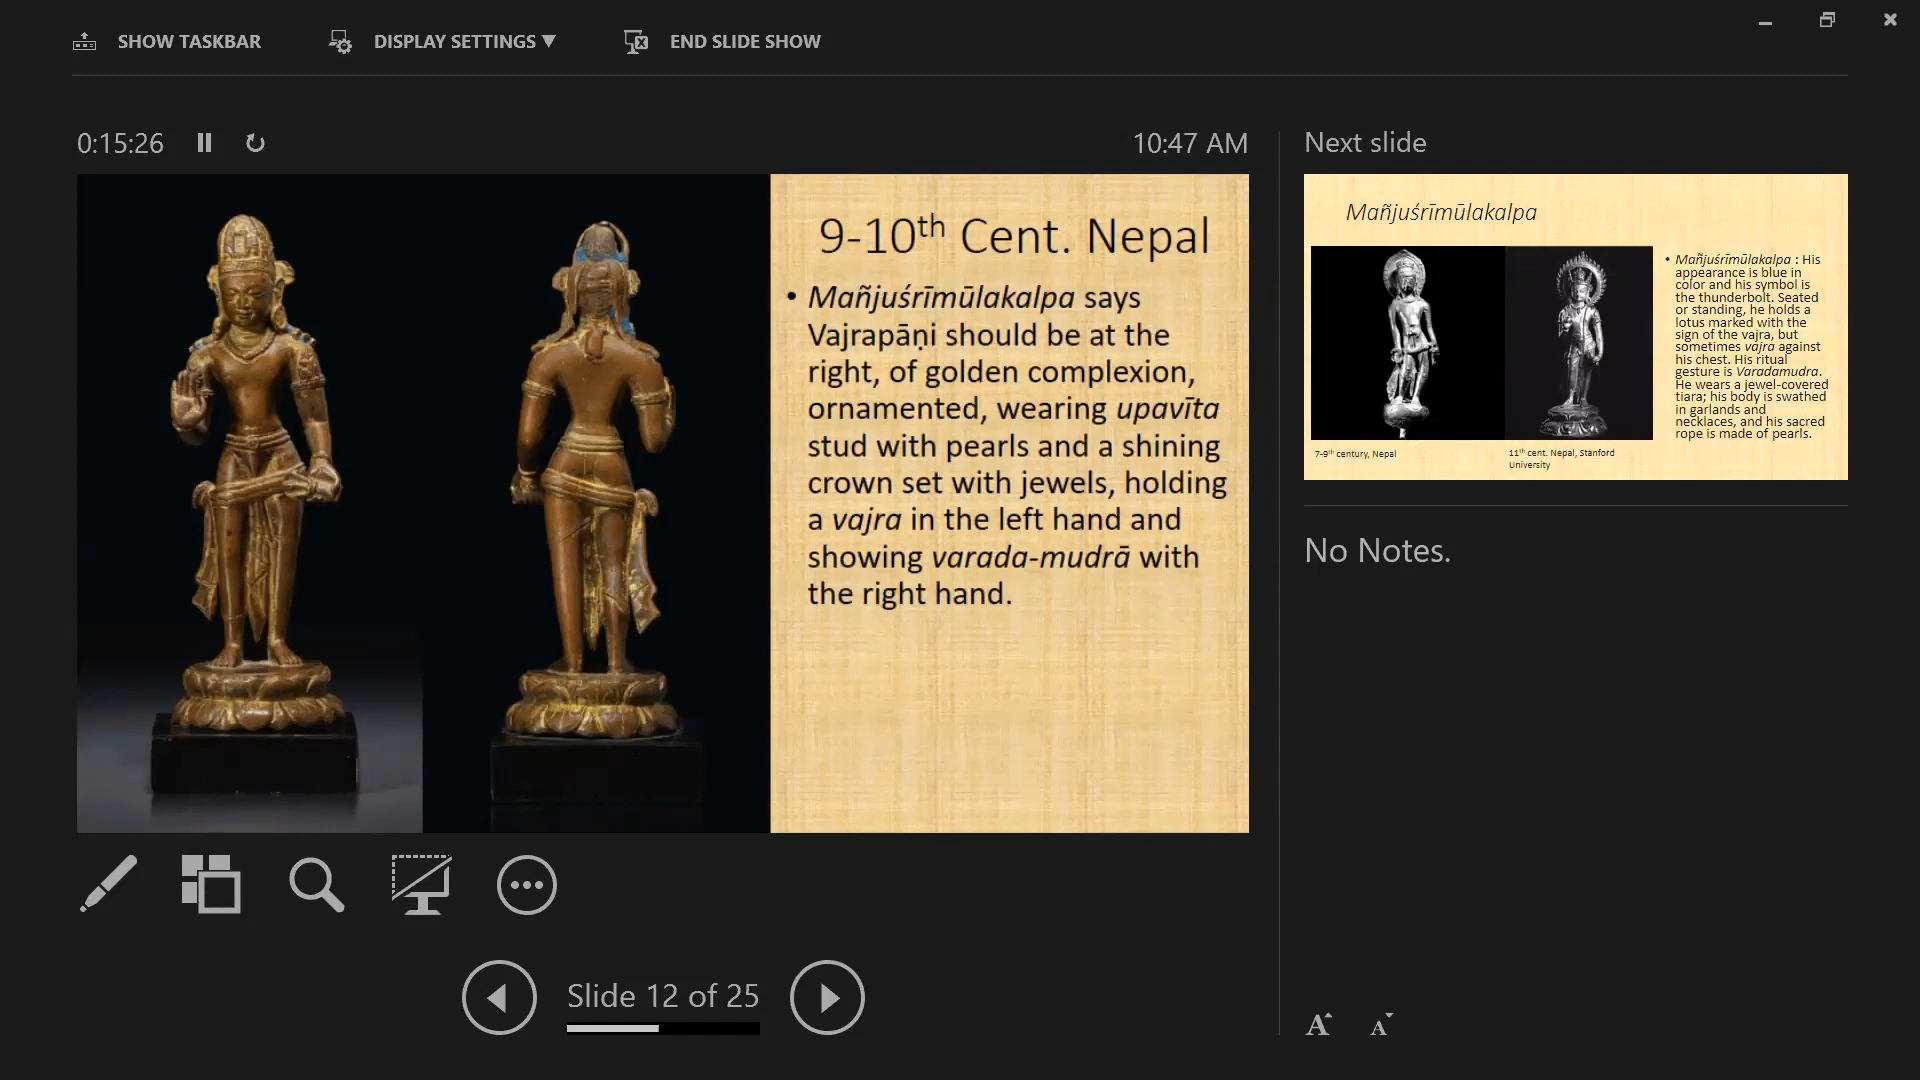 SHOW TASKBAR
DISPLAY SETTINGS ▼
END SLIDE SHOW
0:15:26
10:47 AM
9-10th Cent. Nepal
• Mañjuśrīmūlakalpa says
Vajrapāṇi should be at the
right, of golden complexion,
ornamented, wearing upavīta
stud with pearls and a shining
crown set with jewels, holding
a vajra in the left hand and
showing varada-mudrā with
the right hand.
Slide 12 of 25
Next slide
Mañjuśrīmūlakalpa
• Mañjuśrīmūlakalpa : His
appearance is blue in
color and his symbol is
the thunderbolt. Seated
or standing, he holds a
lotus marked with the
sign of the vajra, but
sometimes vajra against
his chest. His ritual
gesture is Varadamudra.
He wears a jewel-covered
tiara; his body is swathed
in garlands and
necklaces, and his sacred
rope is made of pearls.
7-9th century, Nepal
11th cent. Nepal, Stanford
University
No Notes.
A A